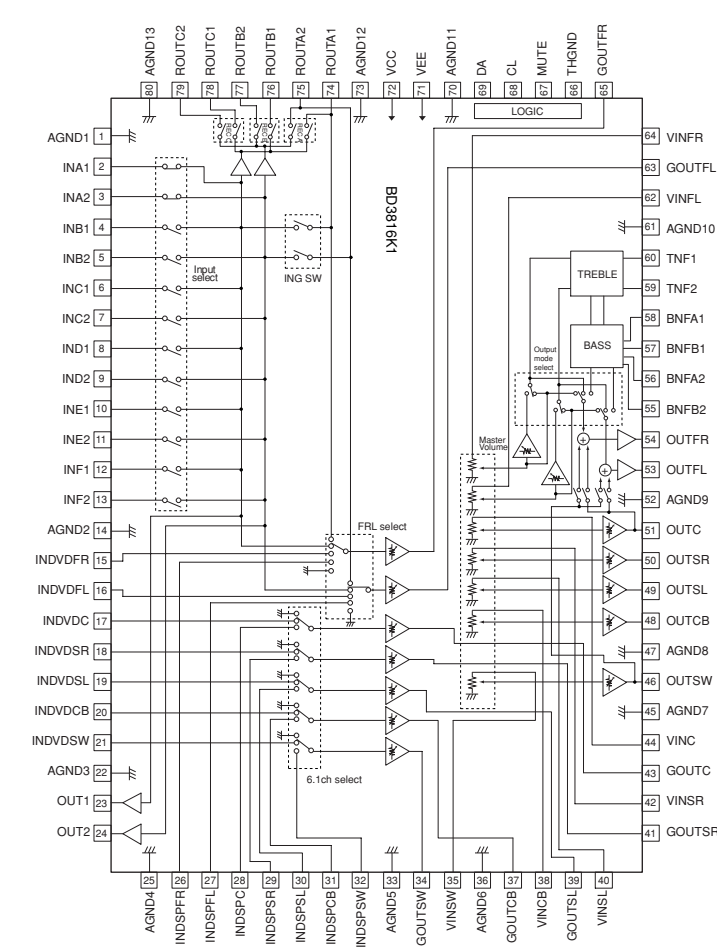 AGND13
ROUTC2
ROUTC1
ROUTB2
ROUTB1
ROUTA2
ROUTA1
AGND12
VCC
VEE
AGND11
DA
CL
MUTE
THGND
GOUTFR
80 79 78 77 76 75 74 73 72 71 70 69 68 67 66 65
LOGIC
AGND1 1
INA1 2
INA2 3
INB1 4
INB2 5
INC1 6
INC2 7
IND1 8
IND2 9
INE1 10
INE2 11
INF1 12
INF2 13
AGND2 14
INDVDFR 15
INDVDFL 16
INDVDC 17
INDVDSR 18
INDVDSL 19
INDVDCB 20
INDVDSW 21
AGND3 22
OUT1 23
OUT2 24
Input
select
ING SW
BD3816K1
FRL select
6.1ch select
Master
Volume
Output
mode
select
TREBLE
BASS
+
+
64 VINFR
63 GOUTFL
62 VINFL
61 AGND10
60 TNF1
59 TNF2
58 BNFA1
57 BNFB1
56 BNFA2
55 BNFB2
54 OUTFR
53 OUTFL
52 AGND9
51 OUTC
50 OUTSR
49 OUTSL
48 OUTCB
47 AGND8
46 OUTSW
45 AGND7
44 VINC
43 GOUTC
42 VINSR
41 GOUTSR
25 26 27 28 29 30 31 32 33 34 35 36 37 38 39 40
AGND4
INDSPFR
INDSPFL
INDSPC
INDSPSR
INDSPSL
INDSPCB
INDSPSW
AGND5
GOUTSW
VINSW
AGND6
GOUTCB
VINCB
GOUTSL
VINSL